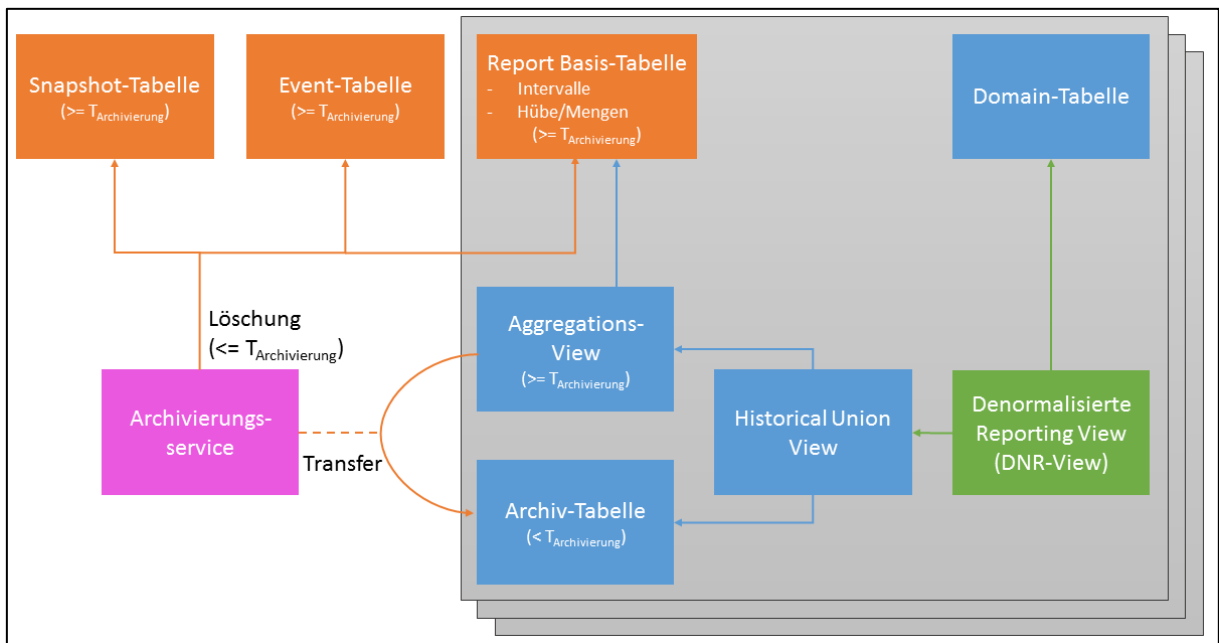 Snapshot-Tabelle
(>= TArchivierung)
Event-Tabelle
(>= TArchivierung)
Report Basis-Tabelle
- Intervalle
- Hübe/Mengen
(>= TArchivierung)
Domain-Tabelle
Löschung
(<= TArchivierung)
Archivierungs-
service
Transfer
Aggregations-
View
(>= TArchivierung)
Archiv-Tabelle
(< TArchivierung)
Historical Union
View
Denormalisierte
Reporting View
(DNR-View)